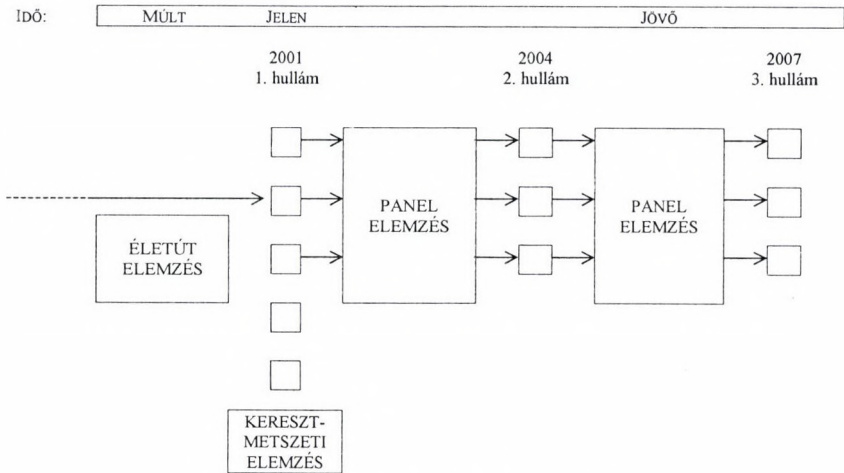 IDŐ: MÚLT JELEN JÖVŐ
2001 2004 2007
1. hullám 2. hullám 3. hullám
PANEL
ELEMZÉS
PANEL
ELEMZÉS
ÉLETÚT
ELEMZÉS
KERESZT-
METSZETI
ELEMZÉS